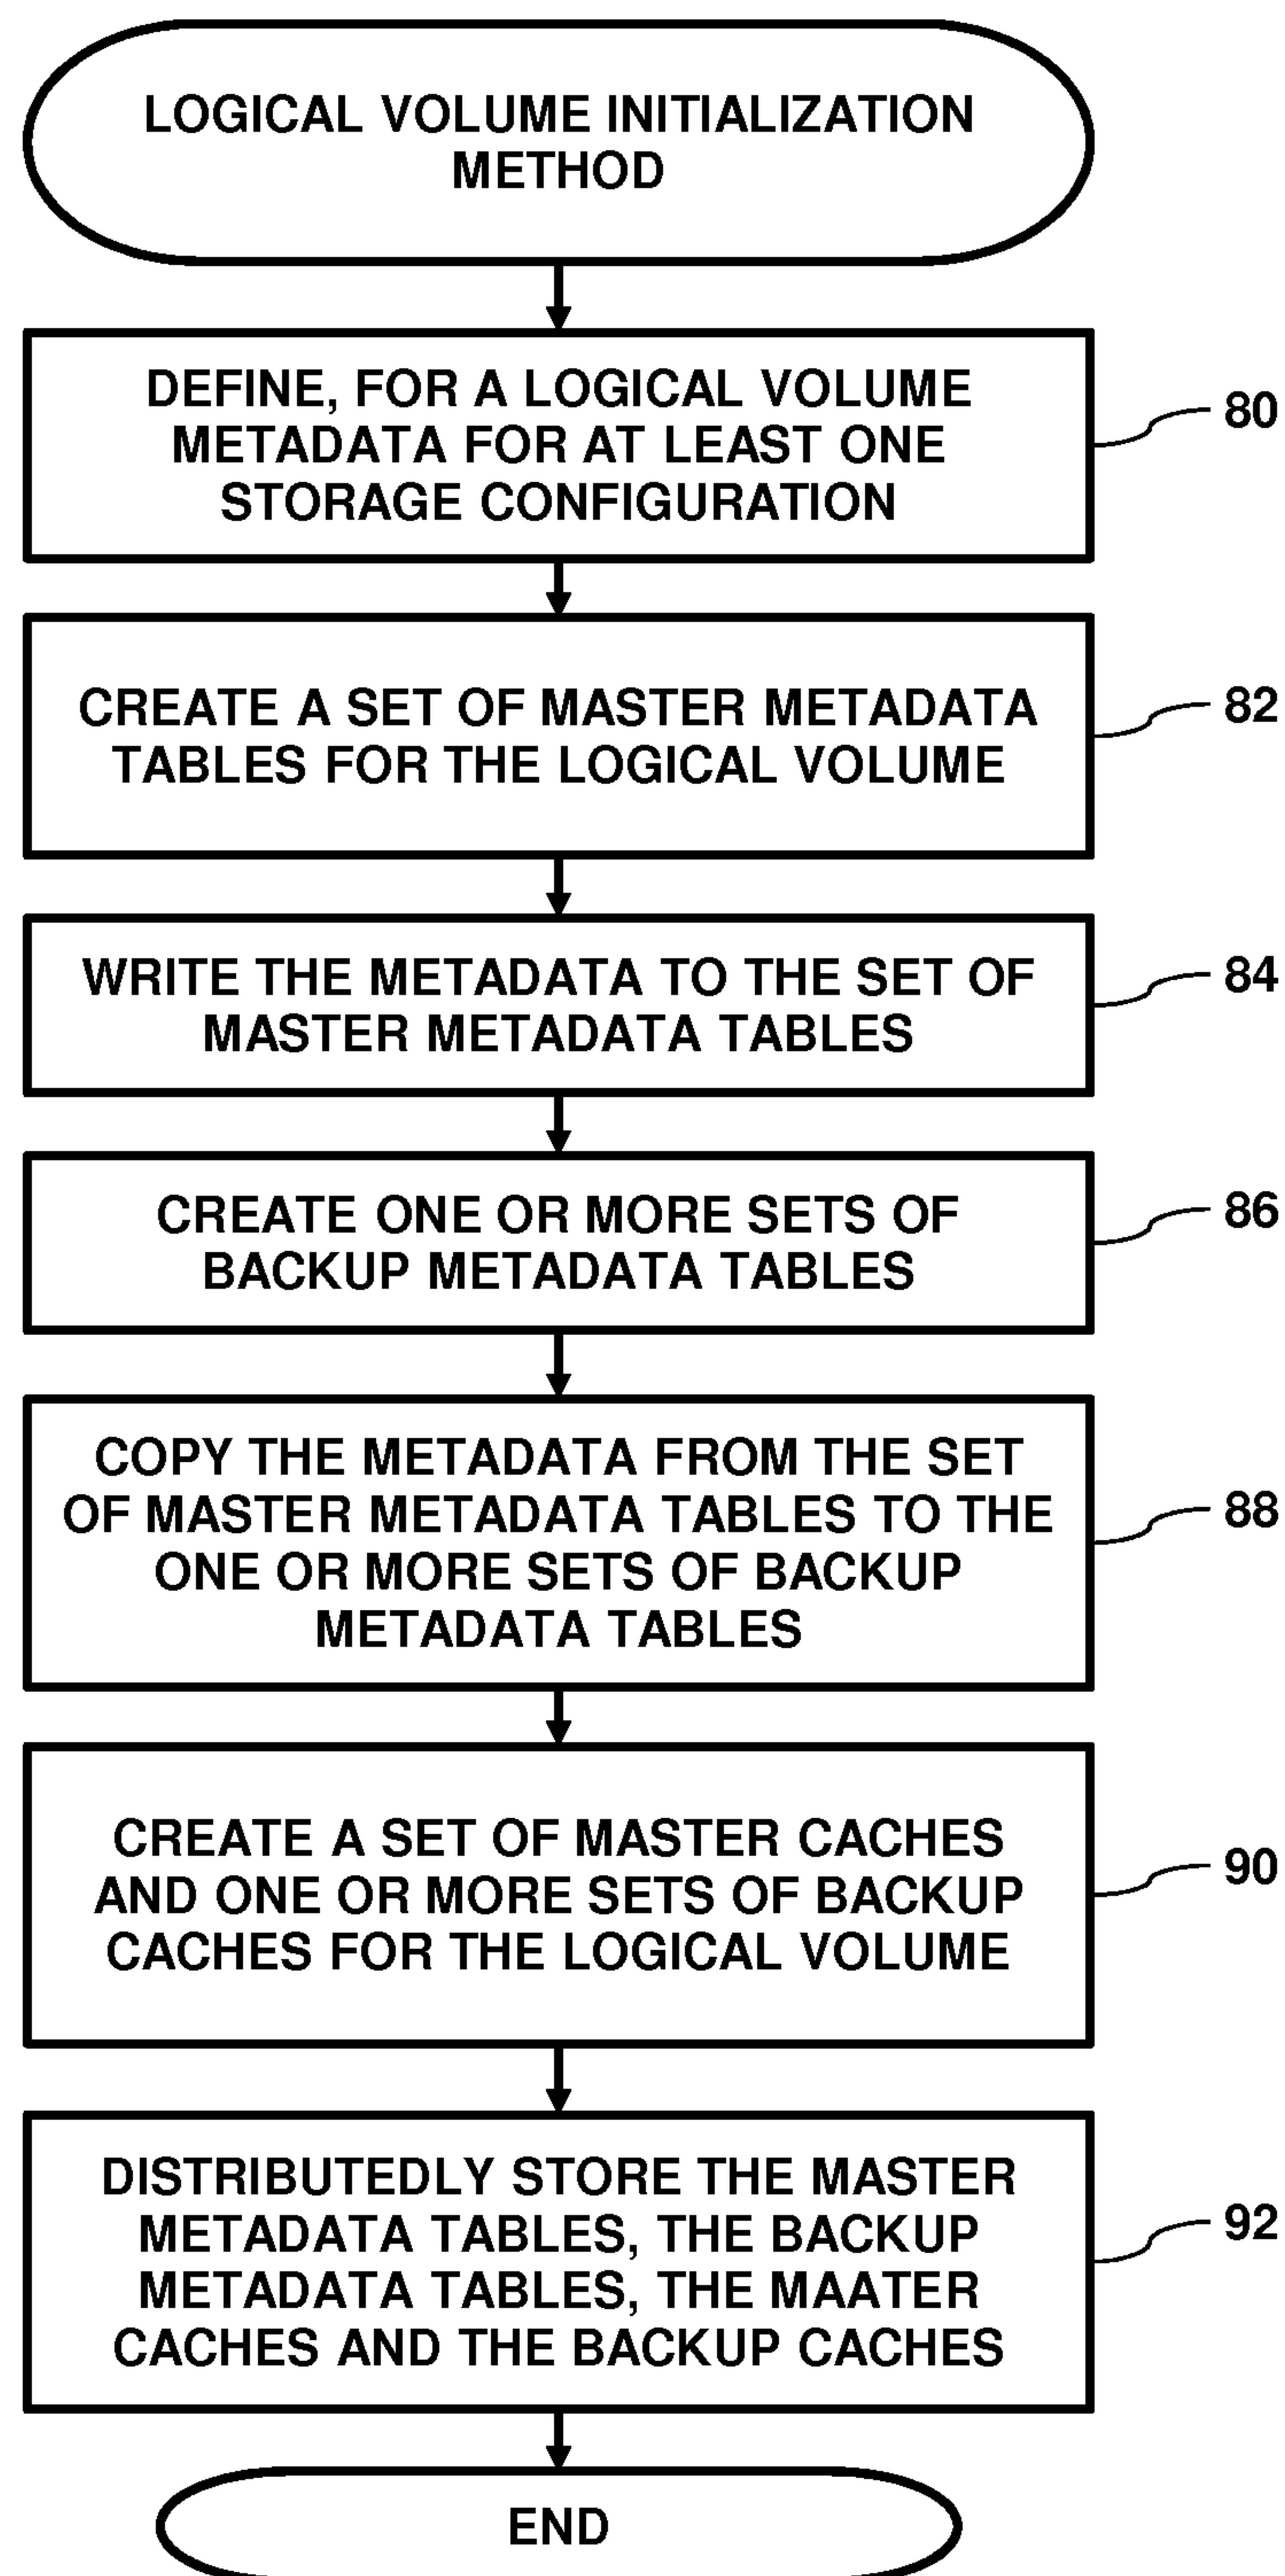 LOGICAL VOLUME INITIALIZATION
METHOD
DEFINE, FOR A LOGICAL VOLUME
METADATA FOR AT LEAST ONE
STORAGE CONFIGURATION
80
CREATE A SET OF MASTER METADATA
TABLES FOR THE LOGICAL VOLUME
82
WRITE THE METADATA TO THE SET OF
MASTER METADATA TABLES
84
CREATE ONE OR MORE SETS OF
BACKUP METADATA TABLES
86
COPY THE METADATA FROM THE SET
OF MASTER METADATA TABLES TO THE
ONE OR MORE SETS OF BACKUP
METADATA TABLES
88
CREATE A SET OF MASTER CACHES
AND ONE OR MORE SETS OF BACKUP
CACHES FOR THE LOGICAL VOLUME
90
DISTRIBUTEDLY STORE THE MASTER
METADATA TABLES, THE BACKUP
METADATA TABLES, THE MAATER
CACHES AND THE BACKUP CACHES
92
END